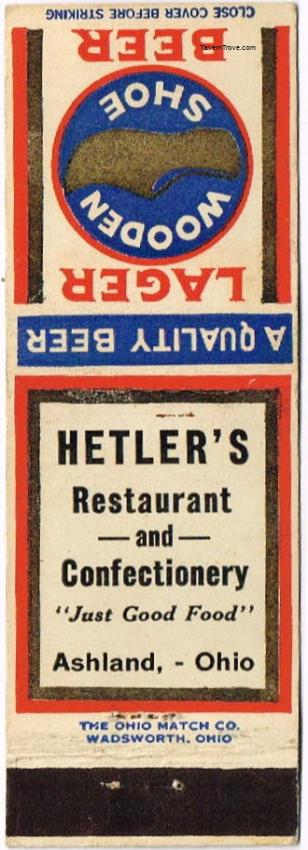 CLOSE COVER BEFORE STRIKING
TavernTrove.com
LAGER
WOODEN
SHOE
BEER
A QUALITY BEER
HETLER'S
Restaurant
—and—
Confectionery
"Just Good Food"
Ashland, - Ohio
THE OHIO MATCH CO.
WADSWORTH, OHIO